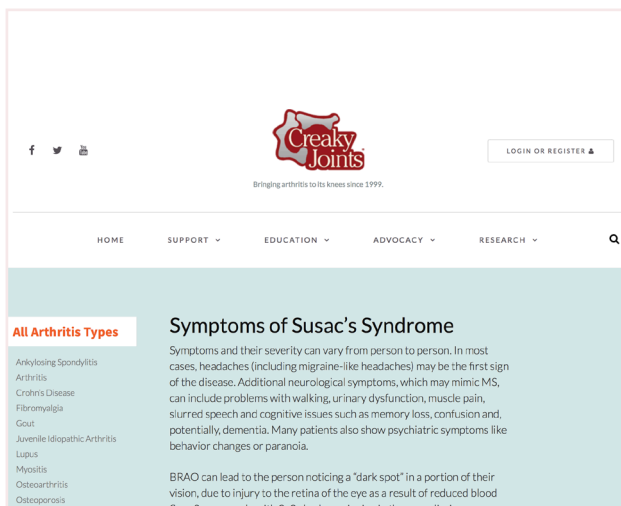 Creaky
Joints
LOGIN OR REGISTER
Bringing arthritis to its knees since 1999.
HOME SUPPORT EDUCATION ADVOCACY RESEARCH
All Arthritis Types
Ankylosing Spondylitis
Arthritis
Crohn's Disease
Fibromyalgia
Gout
Juvenile Idiopathic Arthritis
Lupus
Myositis
Osteoarthritis
Osteoporosis
Symptoms of Susac's Syndrome
Symptoms and their severity can vary from person to person. In most
cases, headaches (including migraine-like headaches) may be the first sign
of the disease. Additional neurological symptoms, which may mimic MS,
can include problems with walking, urinary dysfunction, muscle pain,
slurred speech and cognitive issues such as memory loss, confusion and,
potentially, dementia. Many patients also show psychiatric symptoms like
behavior changes or paranoia.
BRAO can lead to the person noticing a "dark spot" in a portion of their
vision, due to injury to the retina of the eye as a result of reduced blood